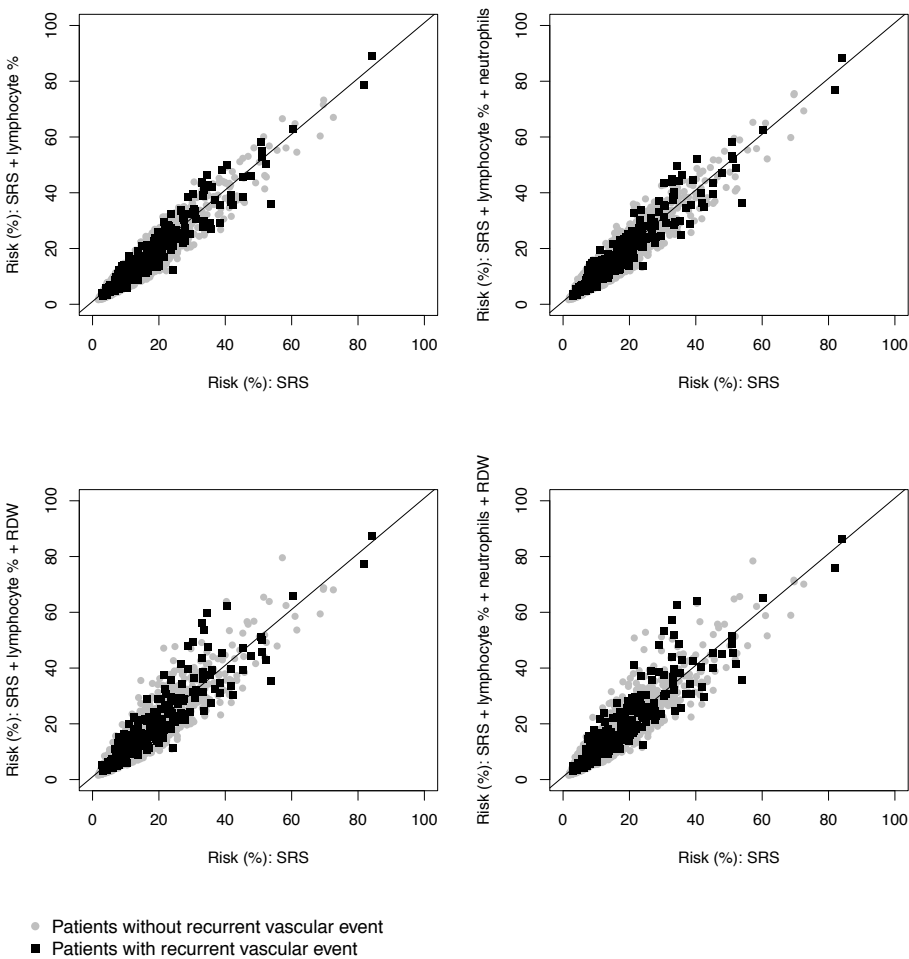 Risk (%): SRS + lymphocyte %
100
80
60
40
20
0
0 20 40 60 80 100
Risk (%): SRS
Risk (%): SRS + lymphocyte % + neutrophils
100
80
60
40
20
0
0 20 40 60 80 100
Risk (%): SRS
Risk (%): SRS + lymphocyte % + RDW
100
80
60
40
20
0
0 20 40 60 80 100
Risk (%): SRS
Risk (%): SRS + lymphocyte % + neutrophils + RDW
100
80
60
40
20
0
0 20 40 60 80 100
Risk (%): SRS
Patients without recurrent vascular event
Patients with recurrent vascular event